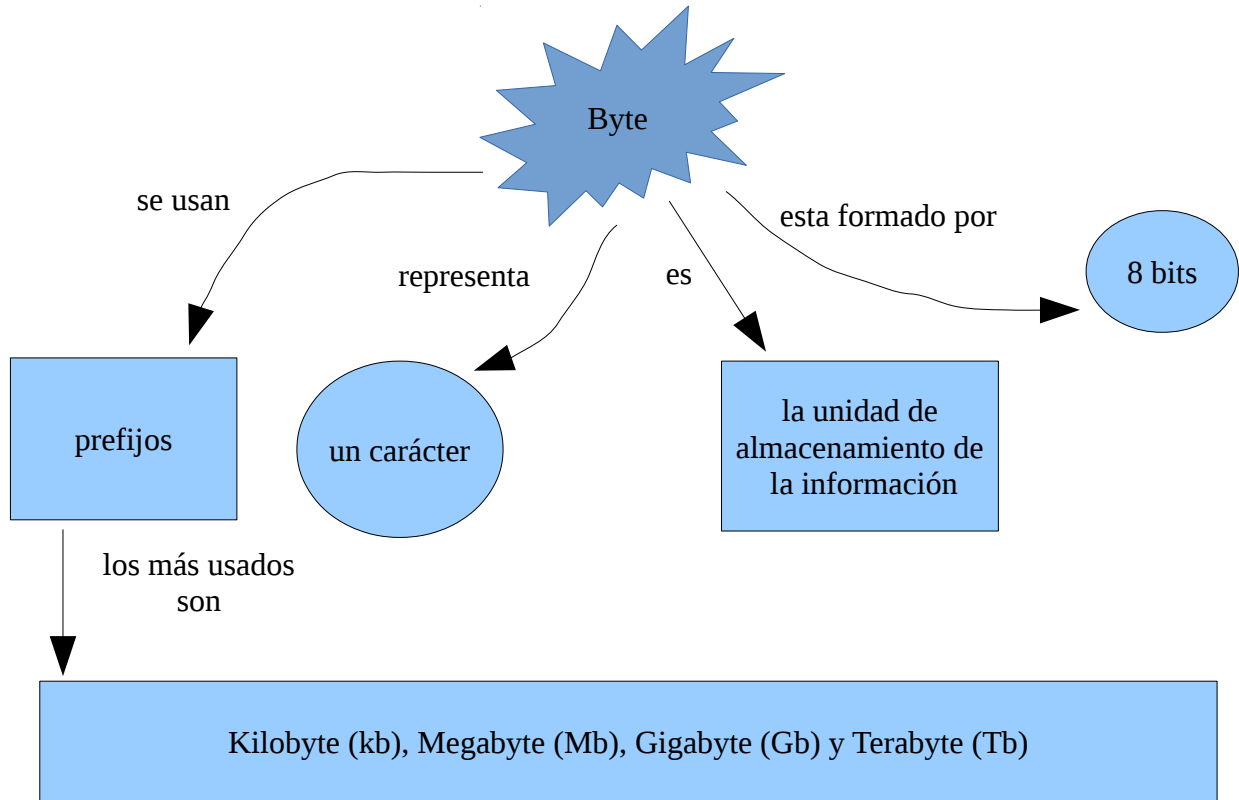 Byte
se usan
esta formado por
representa
es
8 bits
prefijos
un carácter
la unidad de
almacenamiento de
la información
los más usados
son
Kilobyte (kb), Megabyte (Mb), Gigabyte (Gb) y Terabyte (Tb)